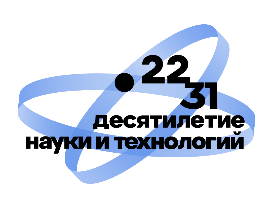 22
31
десятилетие
науки и технологий